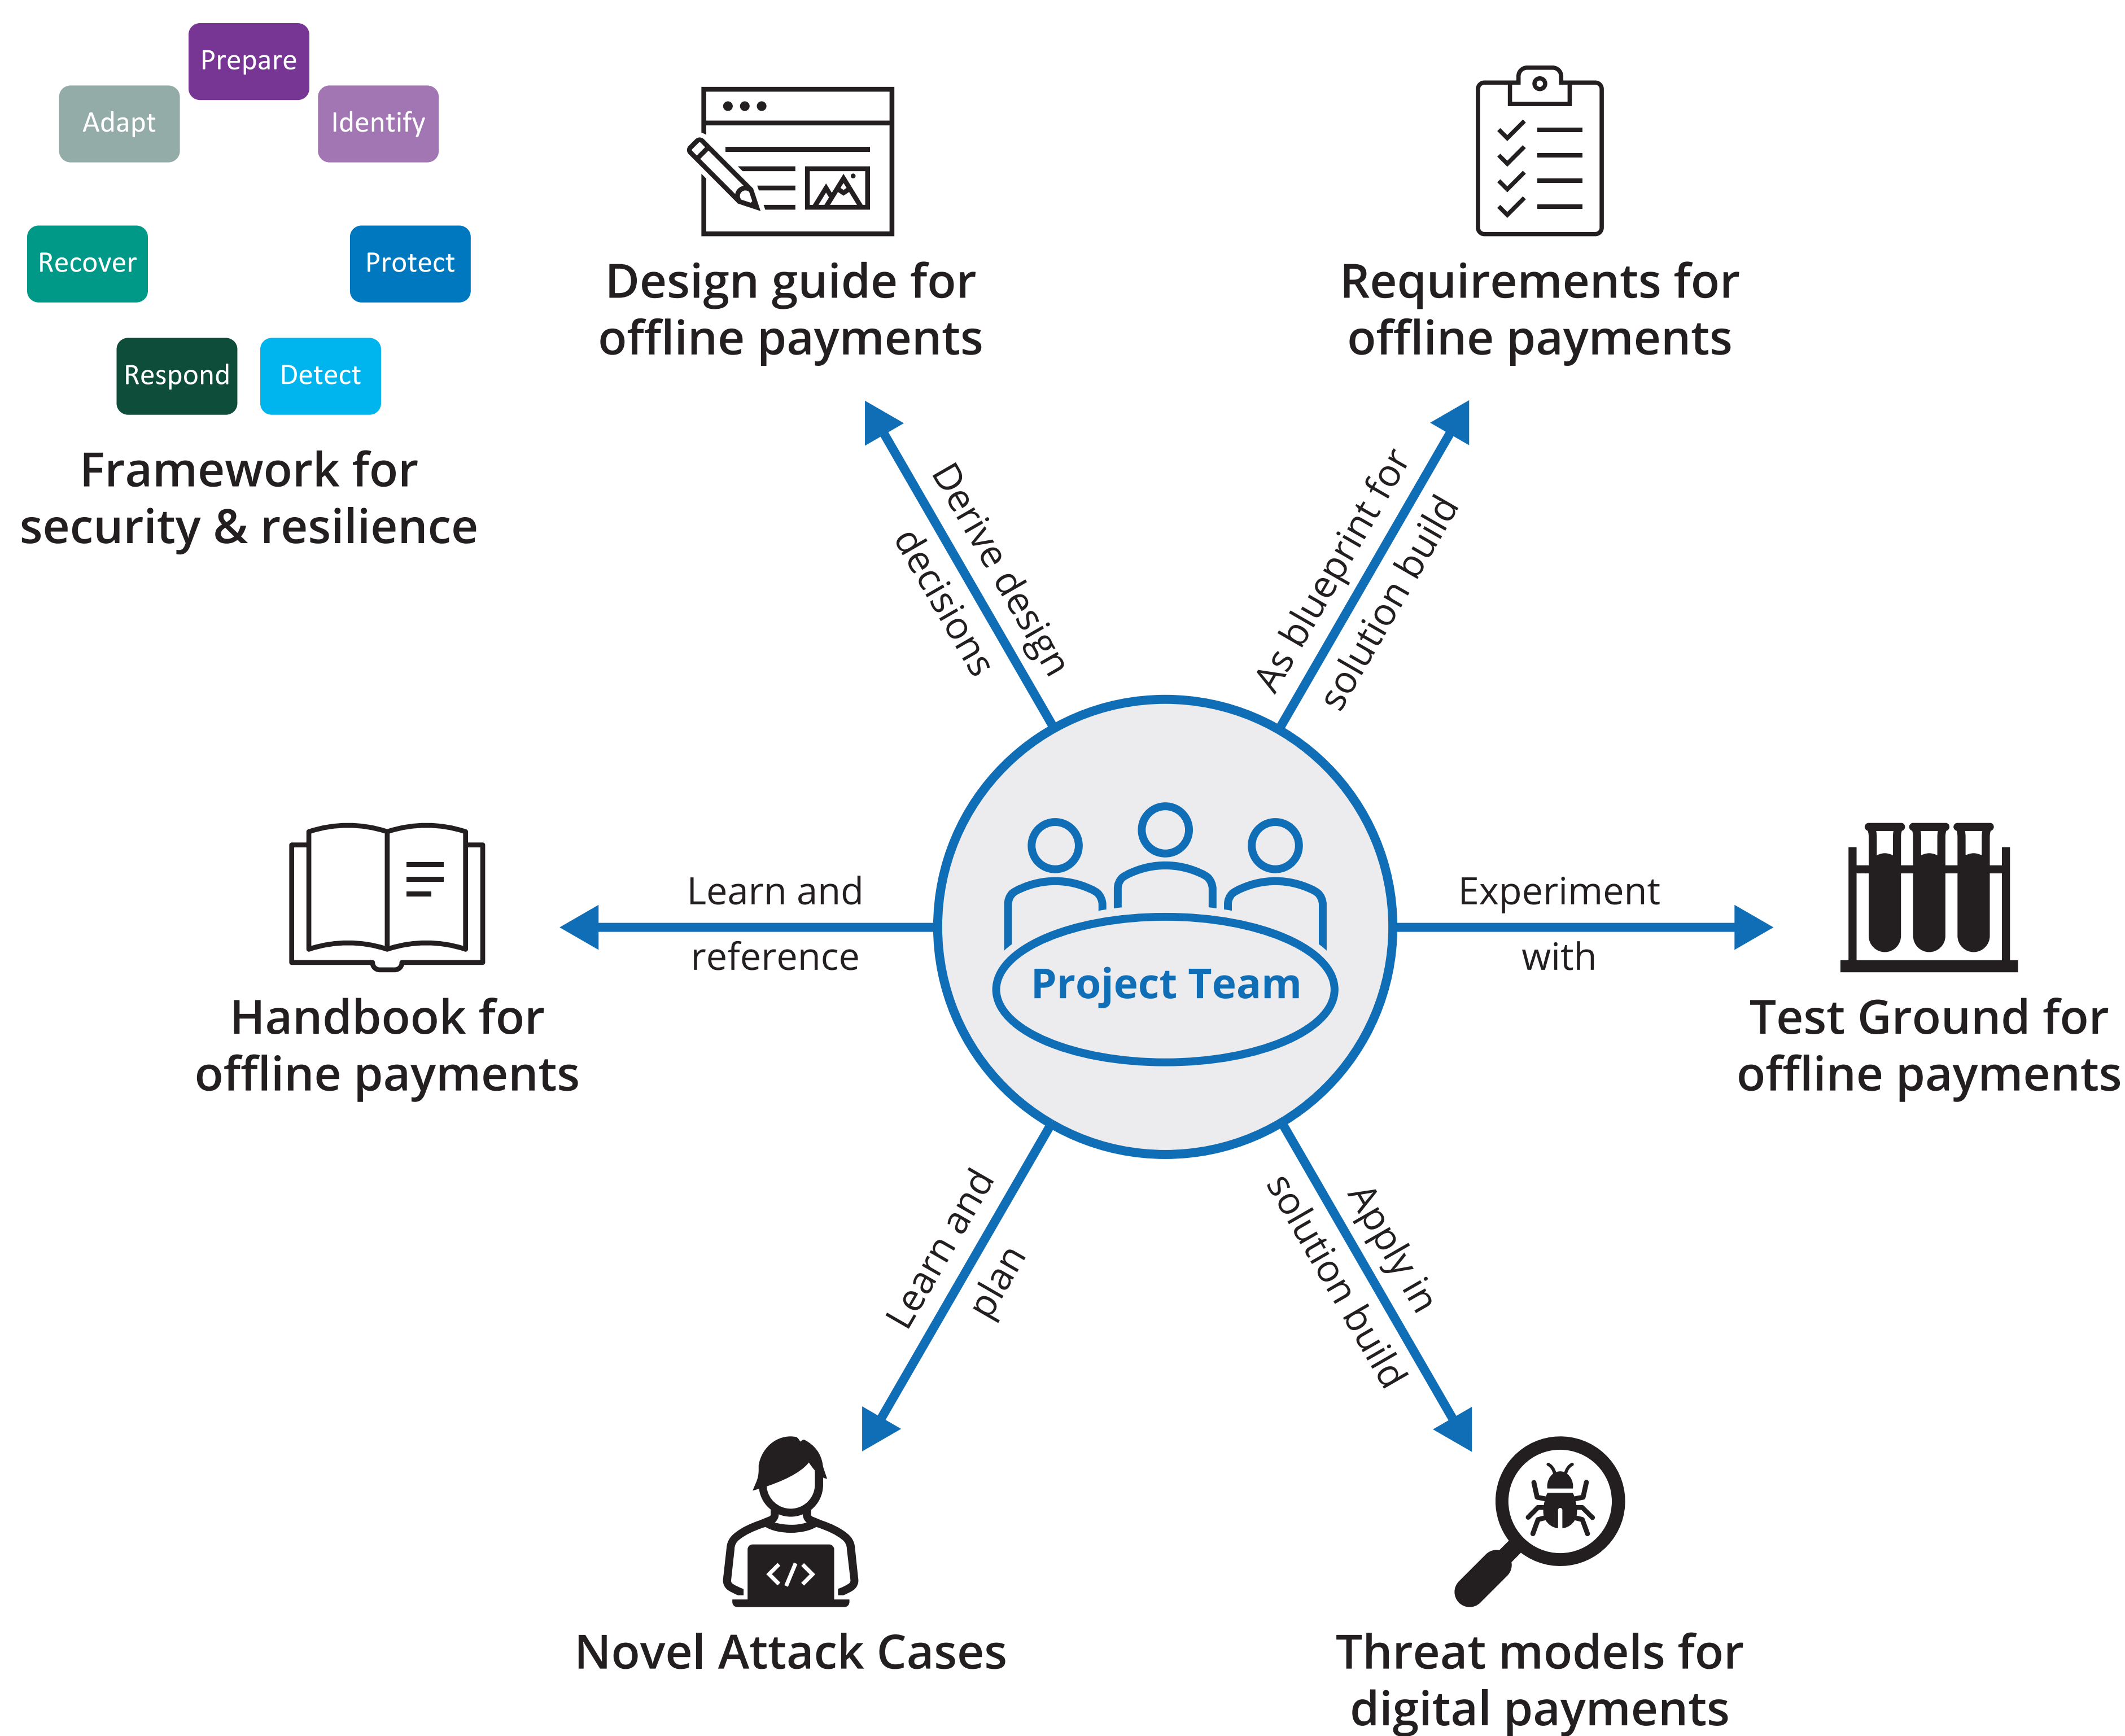 Prepare
Adapt
Identify
Recover
Protect
Respond
Detect
Framework for
security & resilience
Design guide for
offline payments
Requirements for
offline payments
Derive design
decisions
As blueprint for
solution build
Handbook for
offline payments
Learn and
reference
Project Team
Experiment
with
Test Ground for
offline payments
Learn and
plan
Apply in
solution build
Novel Attack Cases
Threat models for
digital payments